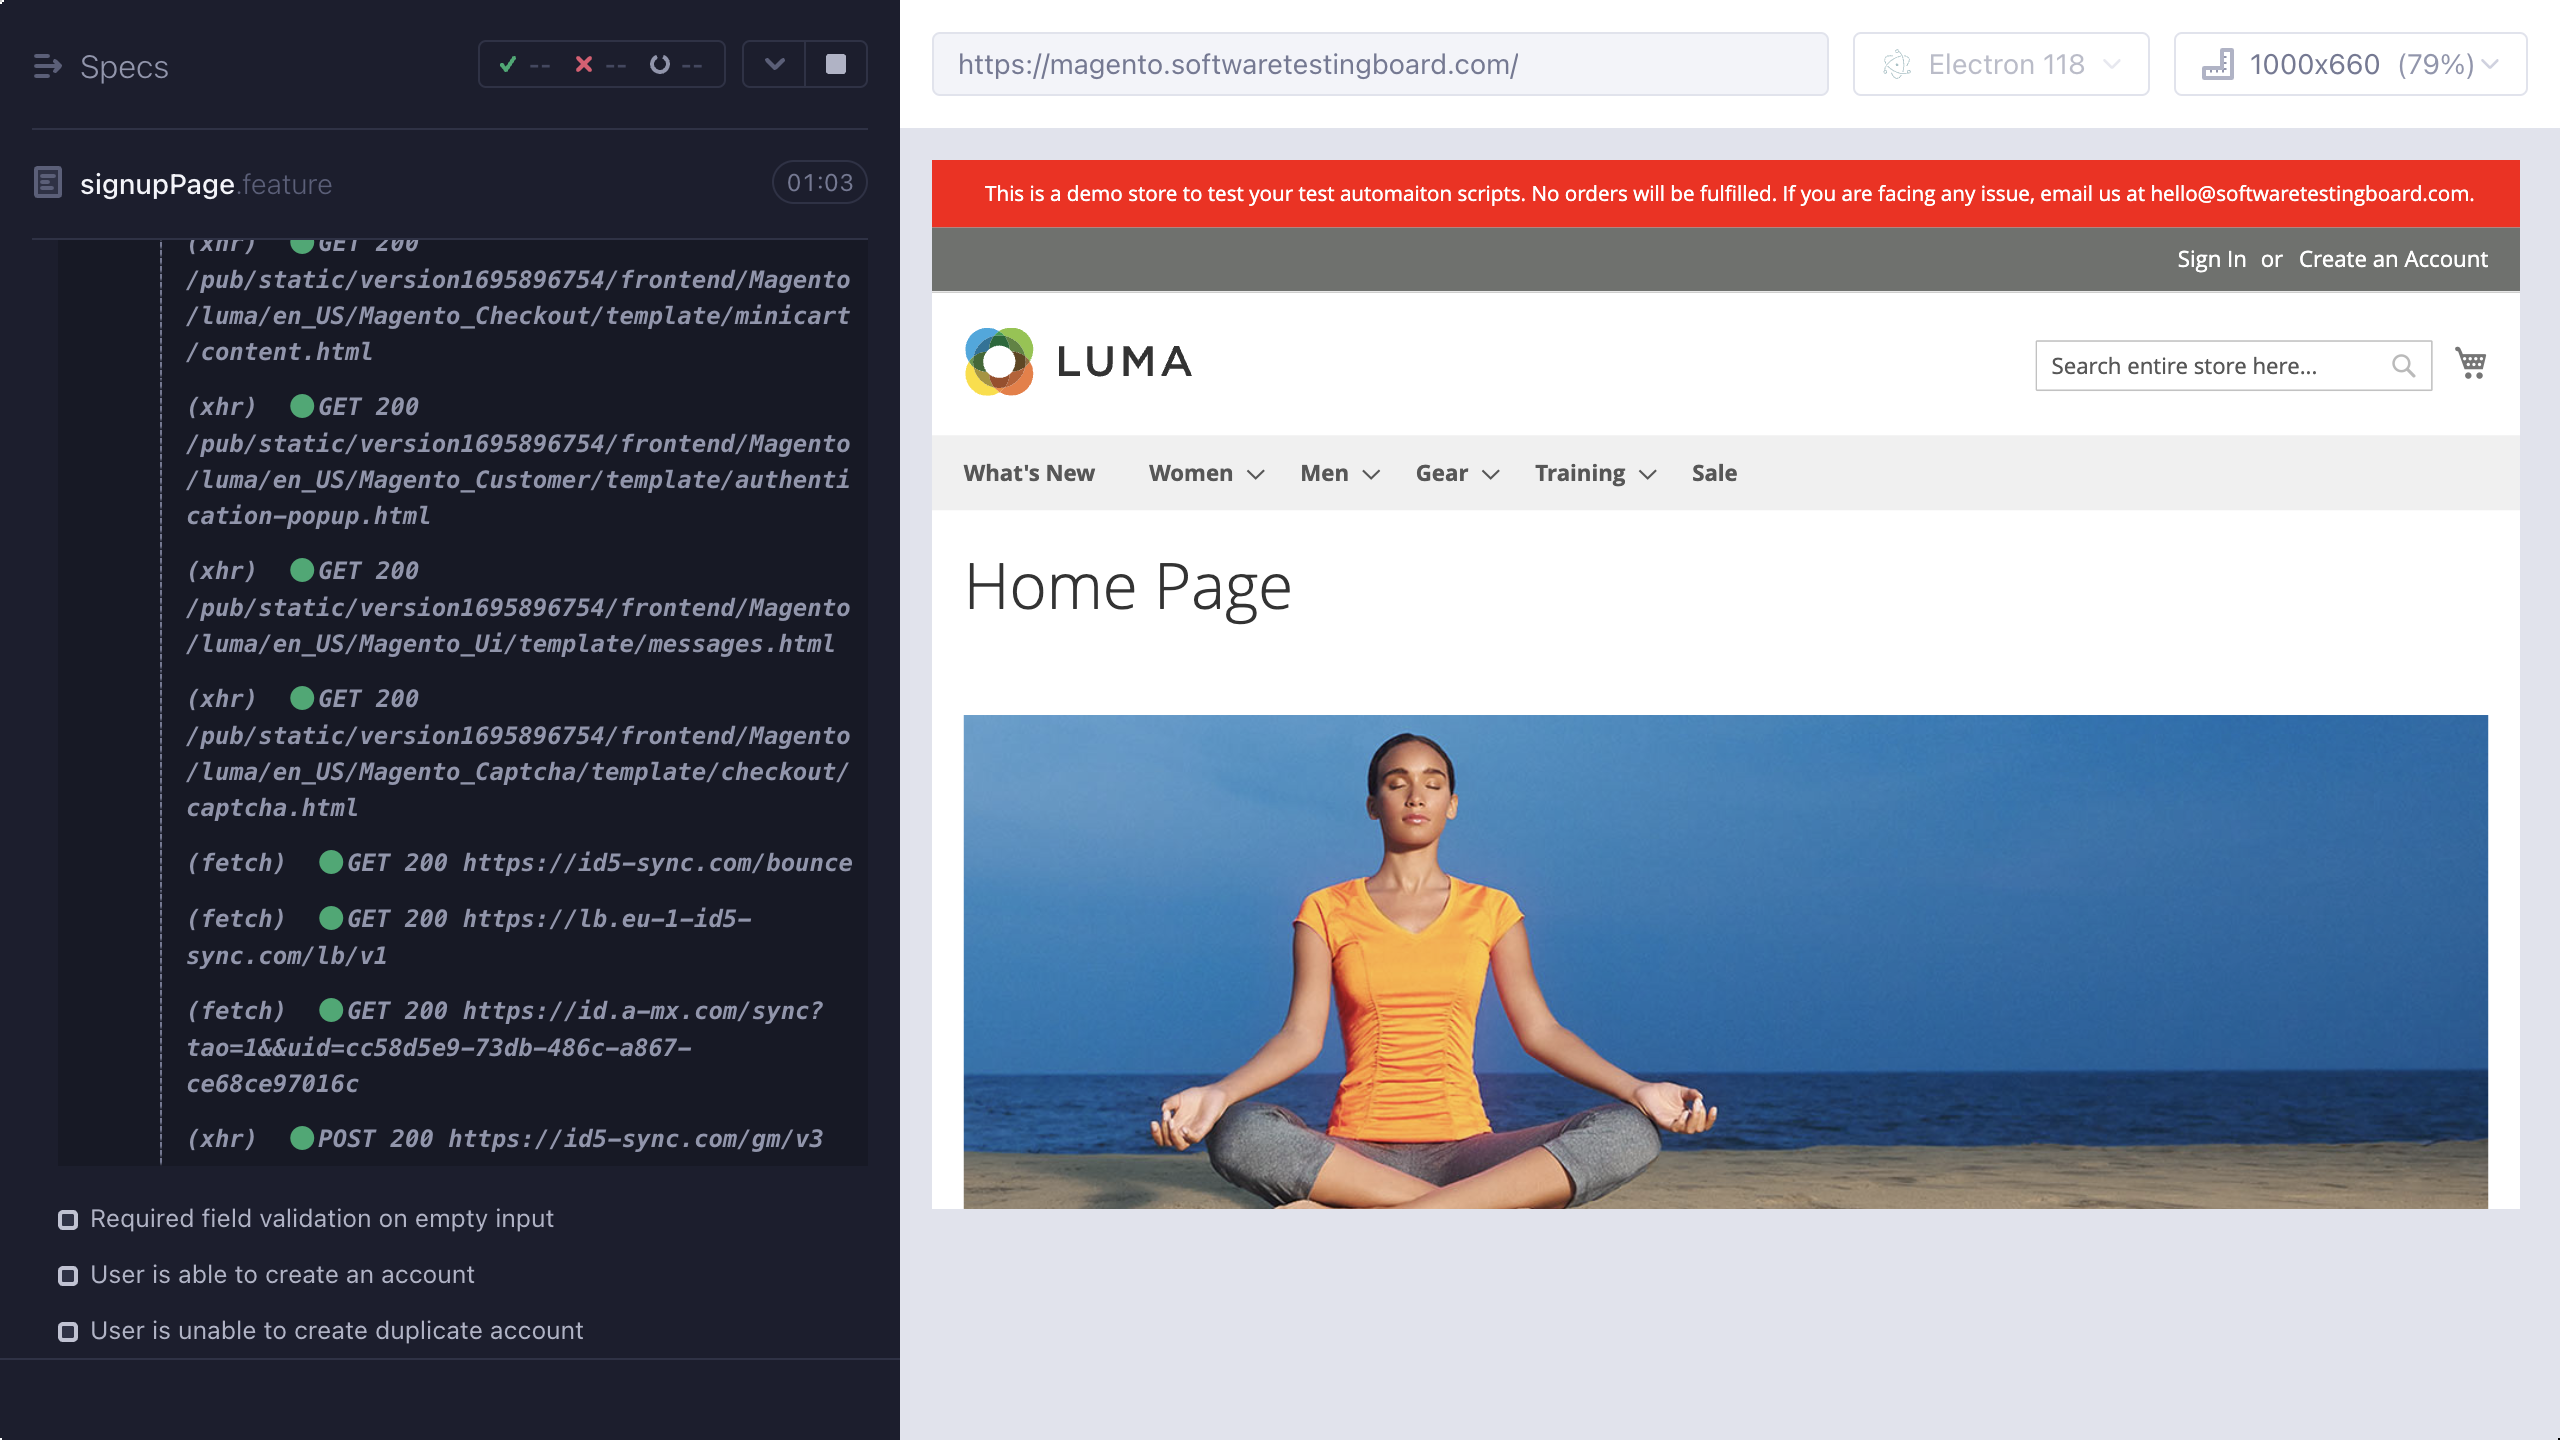 Specs
-- -- --
signupPage.feature 01:03
(xhr) GET 200
/pub/static/version1695896754/frontend/Magento
/luma/en_US/Magento_Checkout/template/minicart
/content.html
(xhr) GET 200
/pub/static/version1695896754/frontend/Magento
/luma/en_US/Magento_Customer/template/authenti
cation-popup.html
(xhr) GET 200
/pub/static/version1695896754/frontend/Magento
/luma/en_US/Magento_Ui/template/messages.html
(xhr) GET 200
/pub/static/version1695896754/frontend/Magento
/luma/en_US/Magento_Captcha/template/checkout/
captcha.html
(fetch) GET 200 https://id5-sync.com/bounce
(fetch) GET 200 https://lb.eu-1-id5-
sync.com/lb/v1
(fetch) GET 200 https://id.a-mx.com/sync?
tao=1&&uid=cc58d5e9-73db-486c-a867-
ce68ce97016c
(xhr) POST 200 https://id5-sync.com/gm/v3
Required field validation on empty input
User is able to create an account
User is unable to create duplicate account
https://magento.softwaretestingboard.com/
Electron 118
1000x660 (79%)
This is a demo store to test your test automaiton scripts. No orders will be fulfilled. If you are facing any issue, email us at hello@softwaretestingboard.com.
Sign In or Create an Account
LUMA
Search entire store here...
What's New Women Men Gear Training Sale
Home Page